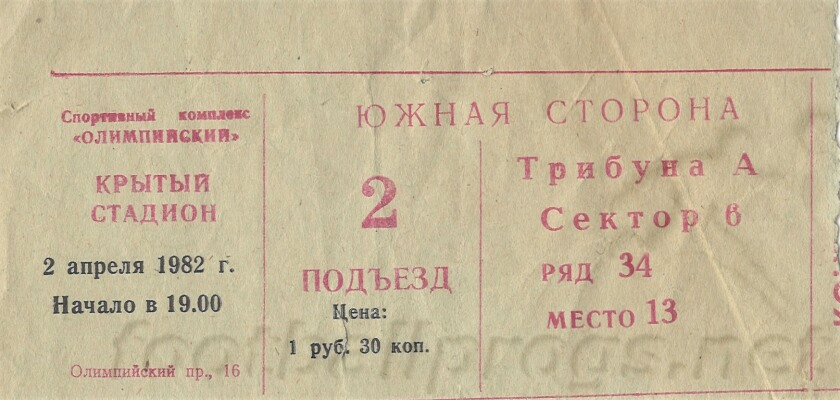 Спортивный комплекс
«ОЛИМПИЙСКИЙ»
КРЫТЫЙ
СТАДИОН
2 апреля 1982 г.
Начало в 19.00
Олимпийский пр., 16
ЮЖНАЯ СТОРОНА
2
ПОДЪЕЗД
Цена:
1 руб. 30 коп.
Трибуна А
Сектор 6
РЯД 34
МЕСТО 13